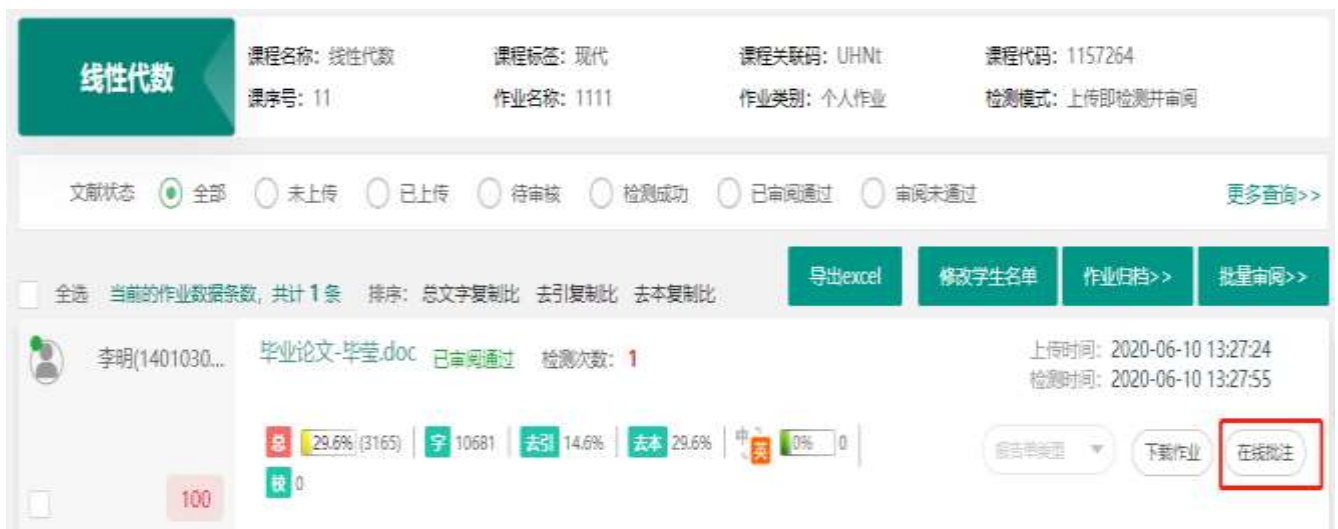 线性代数
课程名称：线性代数 课程标签：现代 课程关联码：UHNt 课程代码：1157264
课序号：11 作业名称：1111 作业类别：个人作业 检测模式：上传即检测并审阅
文献状态 全部 未上传 已上传 待审核 检测成功 已审阅通过 审阅未通过 更多查询>>
导出excel 修改学生名单 作业归档>> 批量审阅>>
全选 当前的作业数据条数，共计 1 条 排序：总文字复制比 去引复制比 去本复制比
李明(1401030... 毕业论文-毕莹.doc 已审阅通过 检测次数：1 上传时间：2020-06-10 13:27:24
检测时间：2020-06-10 13:27:55
总 29.6% (3165) 字 10681 去引 14.6% 去本 29.6% 中 英 0% 0 报告单类型 下载作业 在线批注
校 0
100